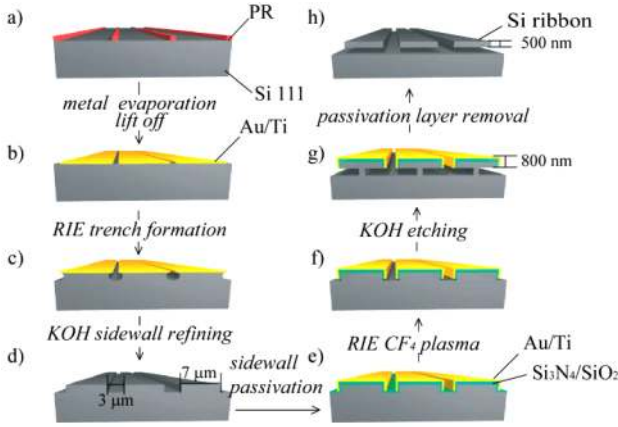 a)
PR
Si 111
metal evaporation
lift off
Au/Ti
b)
RIE trench formation
c)
KOH sidewall refining
d)
7 μm
3 μm
sidewall
passivation
h)
Si ribbon
500 nm
passivation layer removal
g)
800 nm
KOH etching
f)
RIE CF₄ plasma
e)
Au/Ti
Si₃N₄/SiO₂